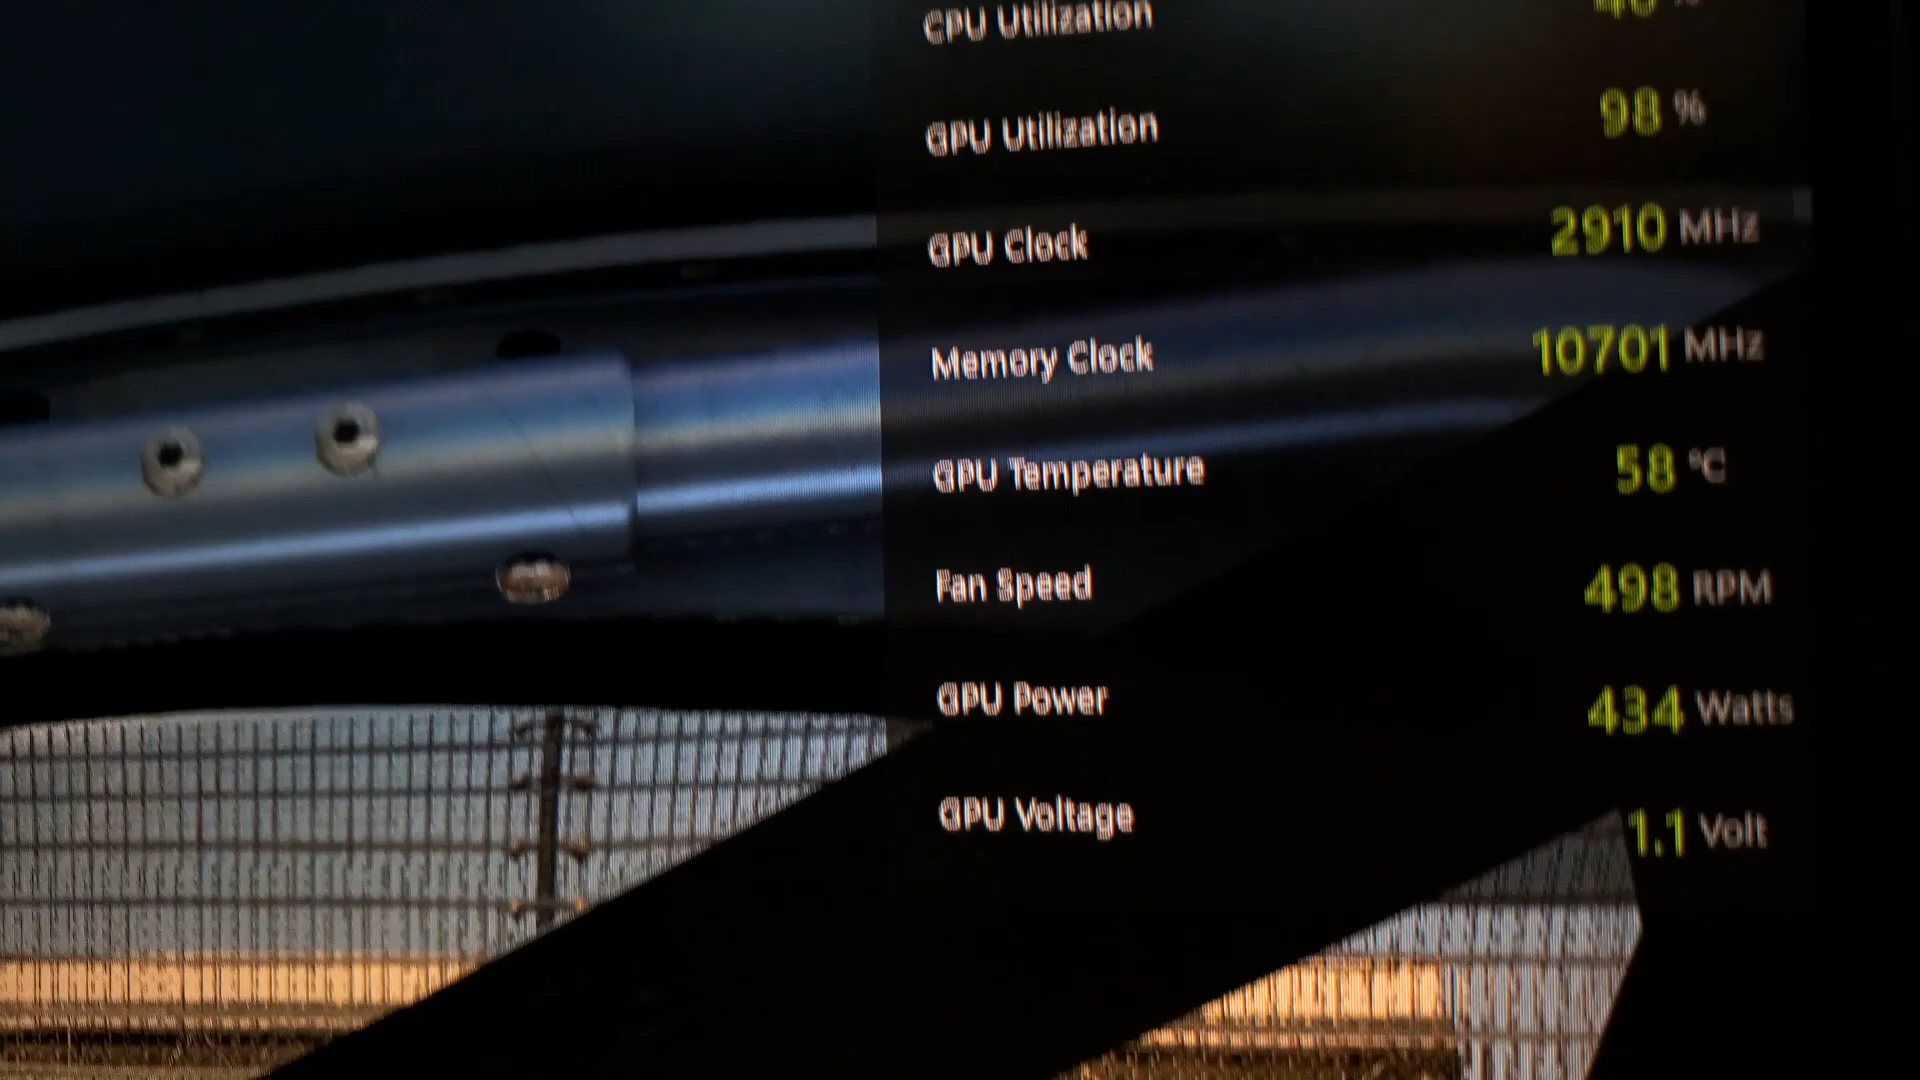 CPU Utilization %
GPU Utilization 98 %
GPU Clock 2910 MHz
Memory Clock 10701 MHz
GPU Temperature 58 °C
Fan Speed 498 RPM
GPU Power 434 Watts
GPU Voltage 1.1 Volt